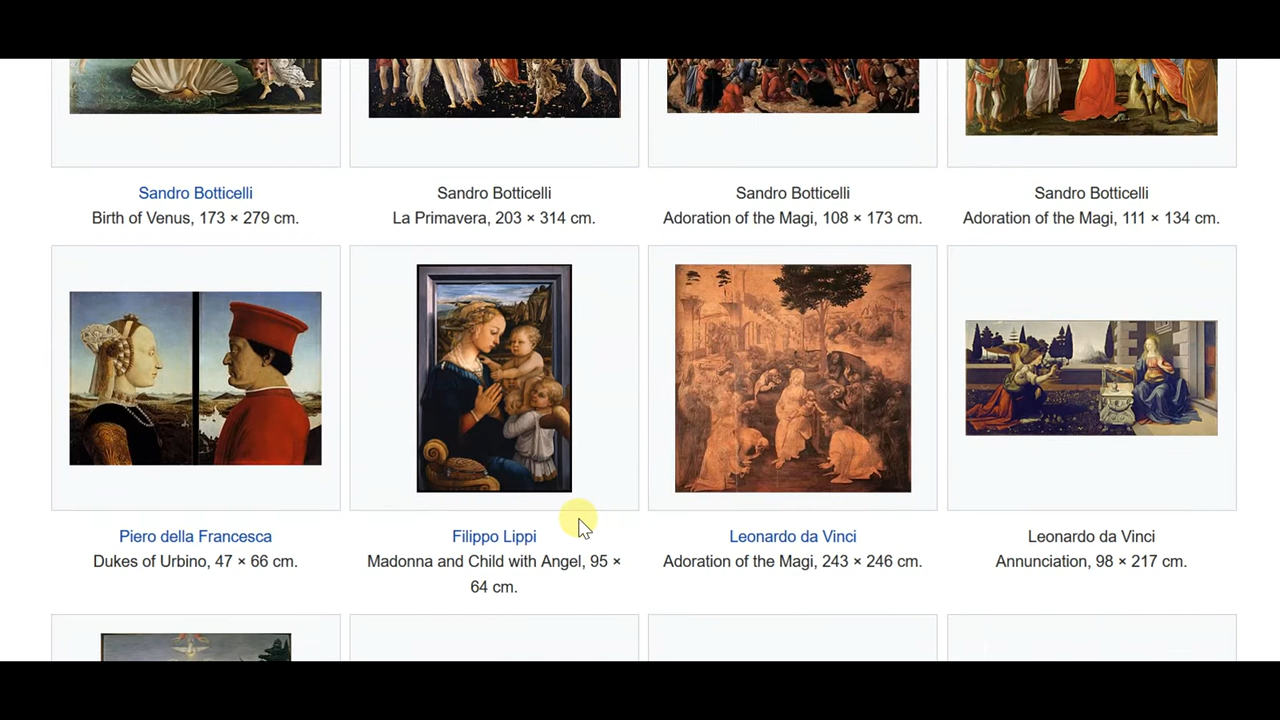 Sandro Botticelli
Birth of Venus, 173 × 279 cm.
Sandro Botticelli
La Primavera, 203 × 314 cm.
Sandro Botticelli
Adoration of the Magi, 108 × 173 cm.
Sandro Botticelli
Adoration of the Magi, 111 × 134 cm.
Piero della Francesca
Dukes of Urbino, 47 × 66 cm.
Filippo Lippi
Madonna and Child with Angel, 95 ×
64 cm.
Leonardo da Vinci
Adoration of the Magi, 243 × 246 cm.
Leonardo da Vinci
Annunciation, 98 × 217 cm.